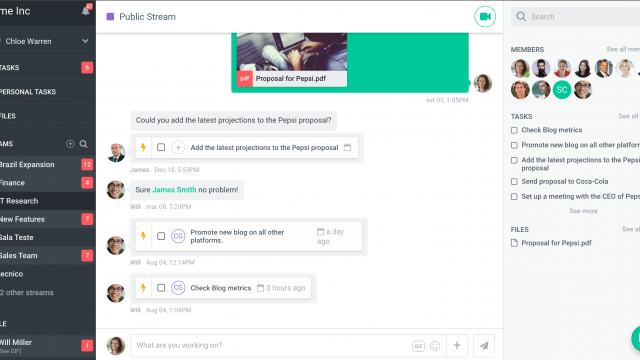 me Inc
67
Chloe Warren
TASKS
6
PERSONAL TASKS
FILES
AMS
Brazil Expansion
12
Finance
4
T Research
New Features
7
Sala Teste
Sales Team
7
ecnico
2 other streams
LE
Will Miller
1
See GIF]
Public Stream
pdf
Proposal for Pepsi.pdf
set 03, 1:05PM
Could you add the latest projections to the Pepsi proposal?
Add the latest projections to the Pepsi proposal
James Dec 18, 5:53PM
Sure James Smith no problem!
Will mar 08, 7:29PM
CG
Promote new blog on all other
platforms.
a day
ago
Will Aug 04, 12:14PM
CG
Check Blog metrics
3 hours ago
Will Aug 04, 1:04PM
What are you working on?
GIF
Search
MEMBERS
See all mem
SC
TASKS
See all
Check Blog metrics
Promote new blog on all other platform
Add the latest projections to the Pepsi
proposal
Send proposal to Coca-Cola
Set up a meeting with the CEO of Peps
See more
FILES
See all
Proposal for Pepsi.pdf